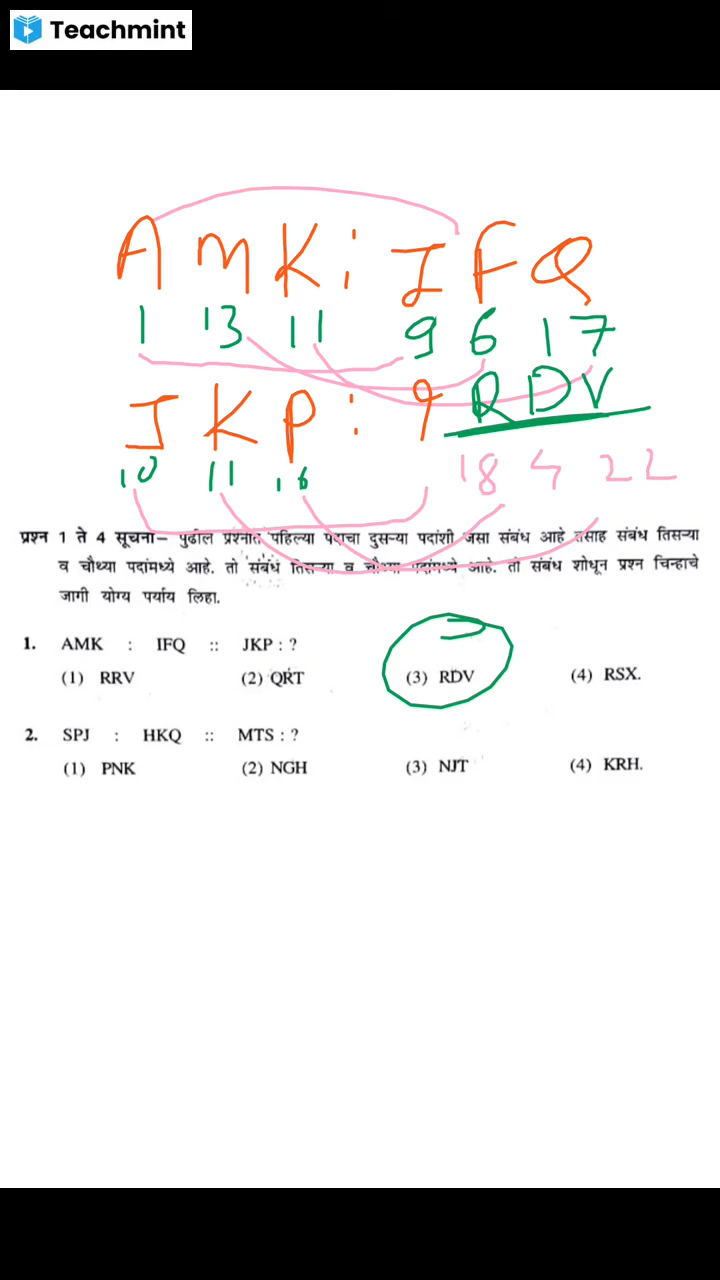 Teachmint
A M K : I F Q
1 13 11 9 6 17
J K P : ? RDV
10 11 16 18 4 22
प्रश्न 1 ते 4 सूचना– पुढील प्रश्नात पहिल्या पदाचा दुसऱ्या पदांशी जसा संबंध आहे तसाह संबंध तिसऱ्या
व चौथ्या पदांमध्ये आहे. तो संबंध तिसऱ्या व चौथ्या पदांमध्ये आहे. तो संबंध शोधून प्रश्न चिन्हाचे
जागी योग्य पर्याय लिहा.
1. AMK : IFQ :: JKP : ?
(1) RRV (2) QRT (3) RDV (4) RSX.
2. SPJ : HKQ :: MTS : ?
(1) PNK (2) NGH (3) NJT (4) KRH.